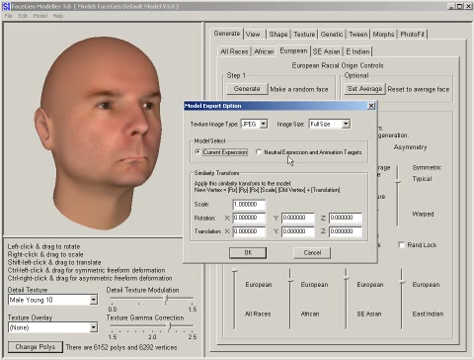 FaceGen Modeller 3.0 ( Model: FaceGen Default Model V3.0 )
File Edit Model Help
Generate View Shape Texture Genetic Tween Morphs PhotoFit
All Races African European SE Asian E Indian
European Racial Origin Controls
Step 1
Optional
Generate Make a random face
Set Average Reset to average face
Model Export Option
Texture Image Type: JPEG Image Size: Full Size
Model Select
Current Expression Neutral Expression and Animation Targets
Similarity Transform
Apply this similarity transform to the model:
New Vertex = [Rz] [Ry] [Rx] [Scale] [Old Vertex] + [Translation]
Scale: 1.000000
Rotation: X: 0.000000 Y: 0.000000 Z: 0.000000
Translation: X: 0.000000 Y: 0.000000 Z: 0.000000
OK Cancel
generation.
Asymmetry
Symmetric
Typical
Warped
Rand Lock
Left-click & drag to rotate
Right-click & drag to scale
Shift-left-click & drag to translate
Ctrl-left-click & drag for symmetric freeform deformation
Ctrl-right-click & drag for asymmetric freeform deformation
Detail Texture
Detail Texture Modulation
Male Young 10
0.0 1.5
Texture Overlay
Texture Gamma Correction
(None)
1.5 2.0 2.5
Change Polys There are 6152 polys and 6292 vertices.
European European European European
All Races African SE Asian East Indian